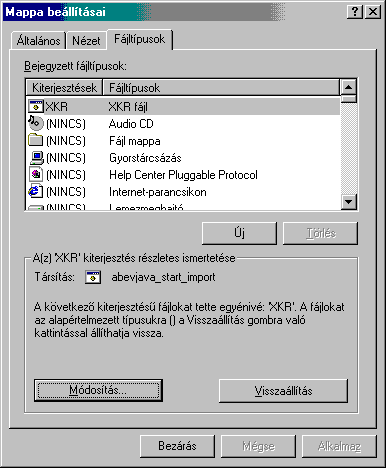 Mappa beállításai
Általános Nézet Fájltípusok
Bejegyzett fájltípusok:
Kiterjesztések Fájltípusok
XKR XKR fájl
(NINCS) Audio CD
(NINCS) Fájl mappa
(NINCS) Gyorstárcsázás
(NINCS) Help Center Pluggable Protocol
(NINCS) Internet-parancsikon
(NINCS) Lemezmeghajtó
Új Törlés
A(z) 'XKR' kiterjesztés részletes ismertetése
Társítás: abevjava_start_import
A következő kiterjesztésű fájlokat tette egyénivé: 'XKR'. A fájlokat
az alapértelmezett típusukra () a Visszaállítás gombra való
kattintással állíthatja vissza.
Módosítás... Visszaállítás
Bezárás Mégse Alkalmaz